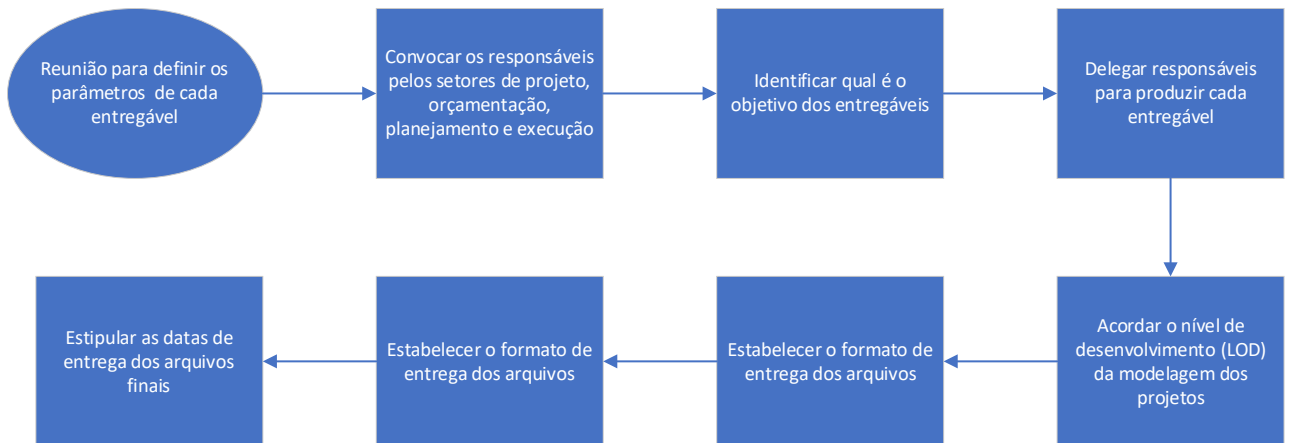 Reunião para definir os
parâmetros de cada
entregável
Convocar os responsáveis
pelos setores de projeto,
orçamentação,
planejamento e execução
Identificar qual é o
objetivo dos entregáveis
Delegar responsáveis
para produzir cada
entregável
Acordar o nível de
desenvolvimento (LOD)
da modelagem dos
projetos
Estabelecer o formato de
entrega dos arquivos
Estabelecer o formato de
entrega dos arquivos
Estipular as datas de
entrega dos arquivos
finais